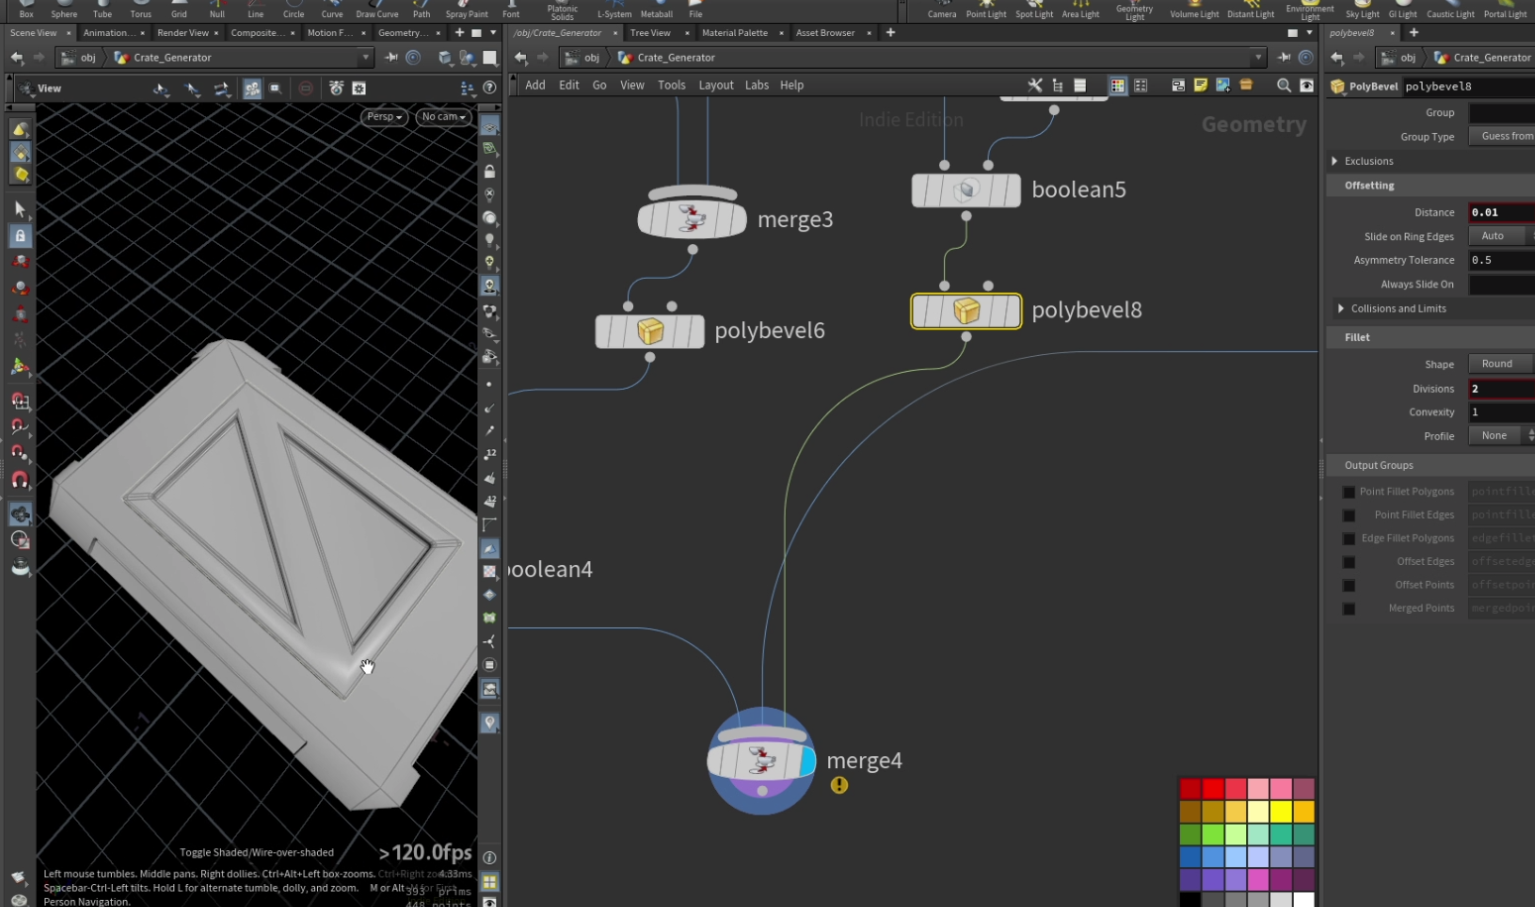 Box Sphere Tube Torus Grid Null Line Circle Curve Draw Curve Path Spray Paint Font Platonic Solids L-System Metaball File
Camera Point Light Spot Light Area Light Geometry Light Volume Light Distant Light Environment Light Sky Light GI Light Caustic Light Portal Light
Scene View Animation... Render View Composite... Motion F... Geometry...
/obj/Crate_Generator Tree View Material Palette Asset Browser
polybevel8
obj Crate_Generator
obj Crate_Generator
obj Crate_Generator
View
Add Edit Go View Tools Layout Labs Help
PolyBevel polybevel8
Persp No cam
Indie Edition
Geometry
Group
Group Type Guess from
Exclusions
Offsetting
Distance 0.01
Slide on Ring Edges Auto
Asymmetry Tolerance 0.5
Always Slide On
Collisions and Limits
Fillet
Shape Round
Divisions 2
Convexity 1
Profile None
Output Groups
Point Fillet Polygons pointfill
Point Fillet Edges pointfill
Edge Fillet Polygons edgefille
Offset Edges offsetedg
Offset Points offsetpoi
Merged Points mergedpoi
boolean5
merge3
polybevel8
polybevel6
boolean4
merge4
12
12
Toggle Shaded/Wire-over-shaded
>120.0fps
4.33ms
Left mouse tumbles. Middle pans. Right dollies. Ctrl+Alt+Left box-zooms. Ctrl+Right zooms.
Spacebar-Ctrl-Left tilts. Hold L for alternate tumble, dolly, and zoom. M or Alt+M for First
Person Navigation.
393 prims
448 points